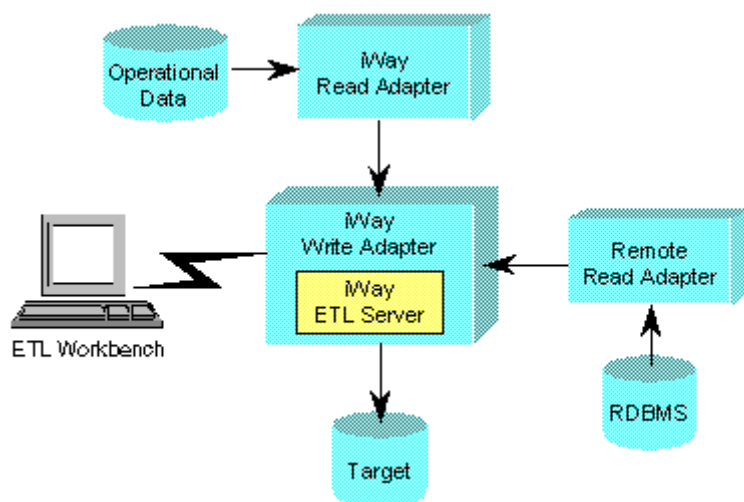 Operational
Data
iWay
Read Adapter
iWay
Write Adapter
iWay
ETL Server
Remote
Read Adapter
ETL Workbench
RDBMS
Target